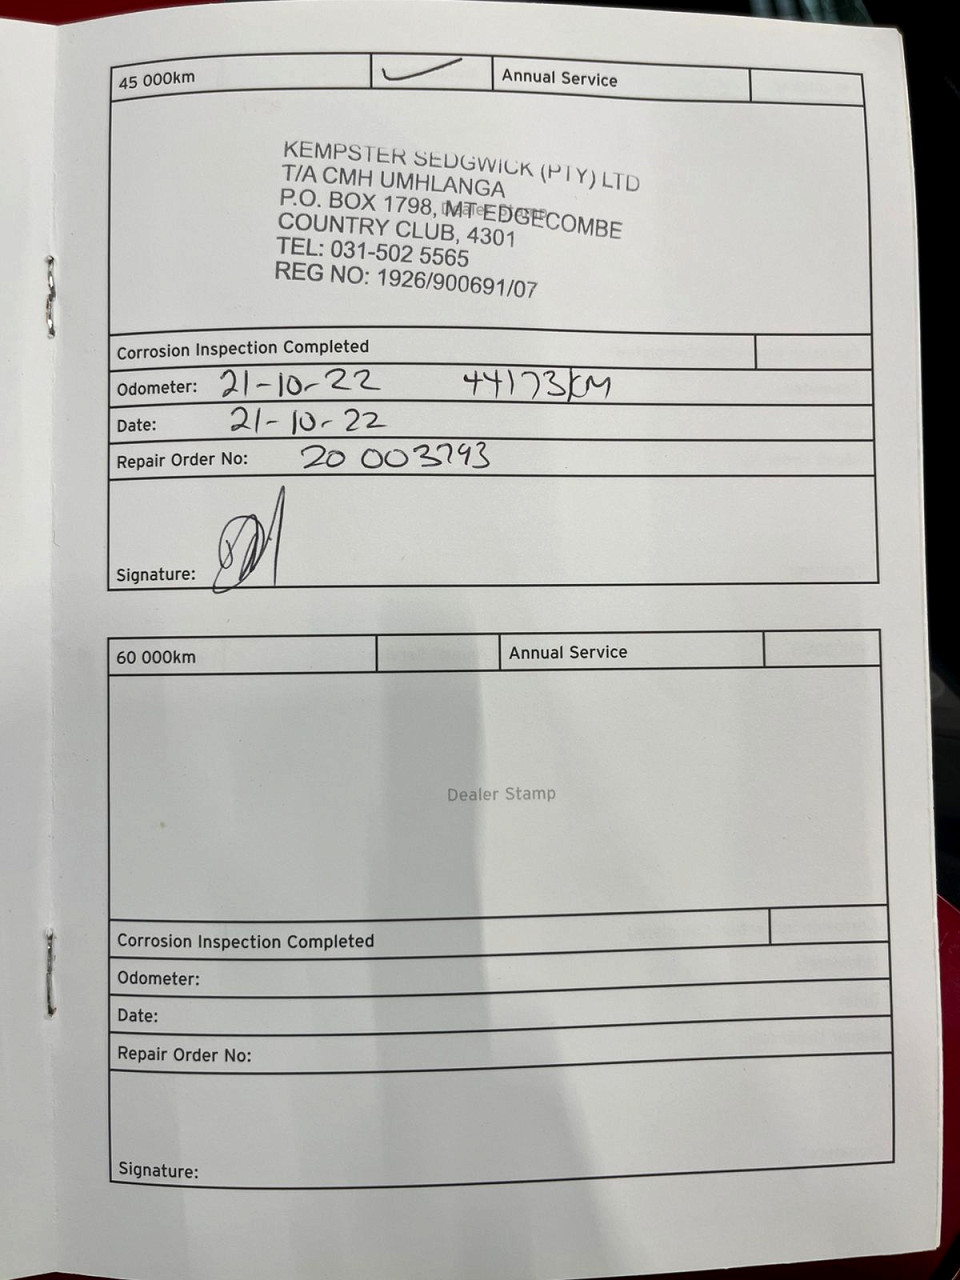 45 000km Annual Service
KEMPSTER SEDGWICK (PTY) LTD
T/A CMH UMHLANGA
P.O. BOX 1798, MT EDGECOMBE
Dealer Stamp
COUNTRY CLUB, 4301
TEL: 031-502 5565
REG NO: 1926/900691/07
Corrosion Inspection Completed
Odometer: 21-10-22 44173KM
Date: 21-10-22
Repair Order No: 20 003793
Signature:
60 000km Annual Service
Dealer Stamp
Corrosion Inspection Completed
Odometer:
Date:
Repair Order No:
Signature: